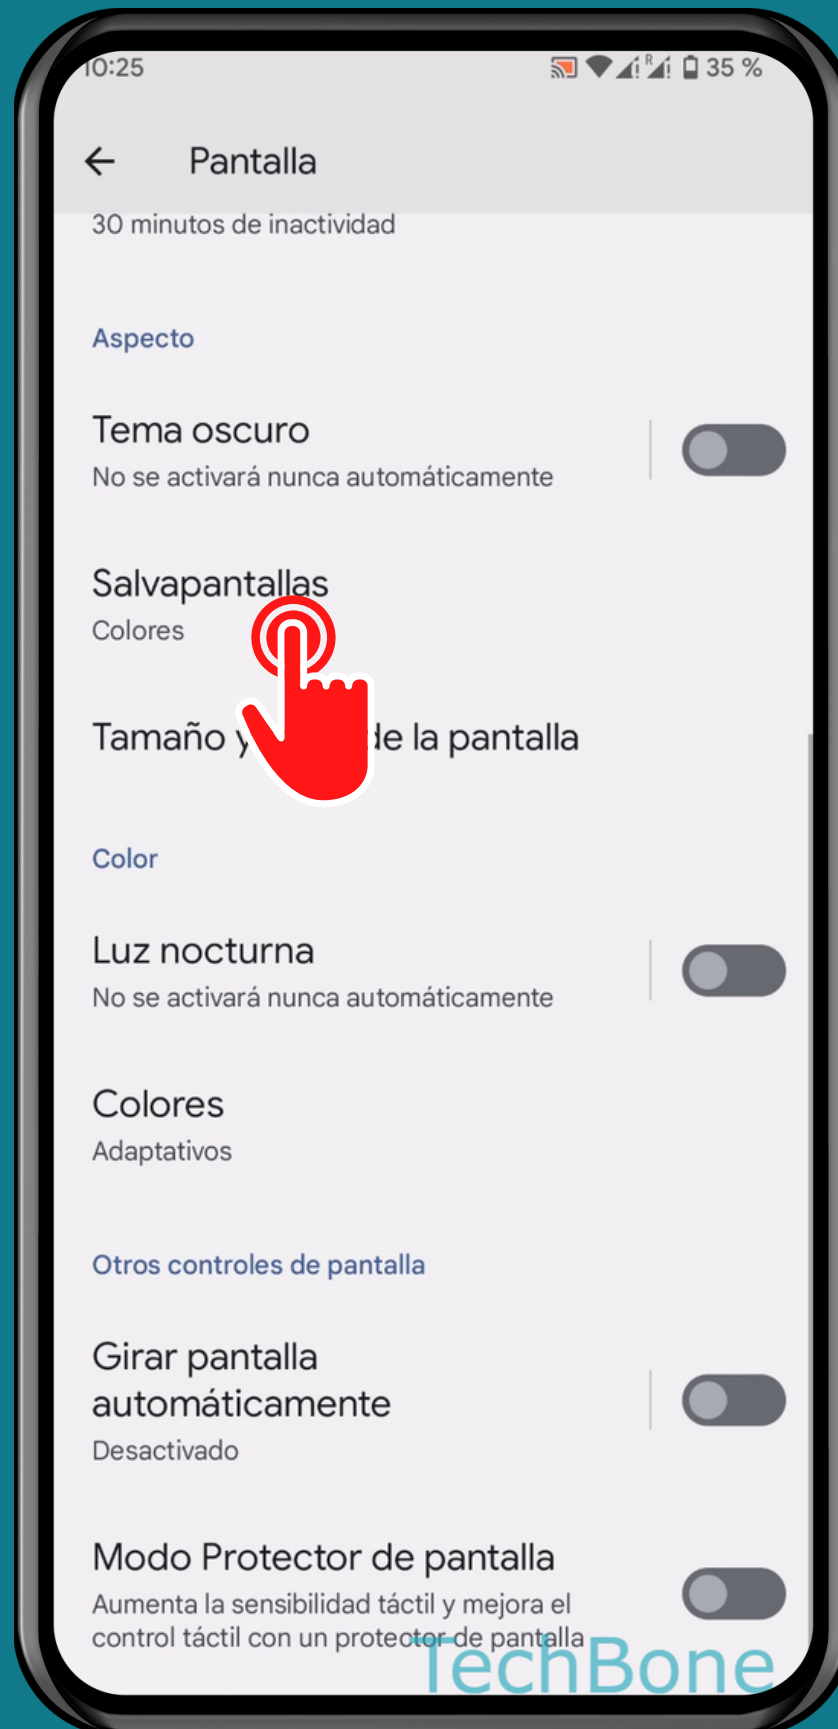 10:25
R
35 %
Pantalla
30 minutos de inactividad
Aspecto
Tema oscuro
No se activará nunca automáticamente
Salvapantallas
Colores
Tamaño y de la pantalla
Color
Luz nocturna
No se activará nunca automáticamente
Colores
Adaptativos
Otros controles de pantalla
Girar pantalla
automáticamente
Desactivado
Modo Protector de pantalla
Aumenta la sensibilidad táctil y mejora el
control táctil con un protector de pantalla
TechBone